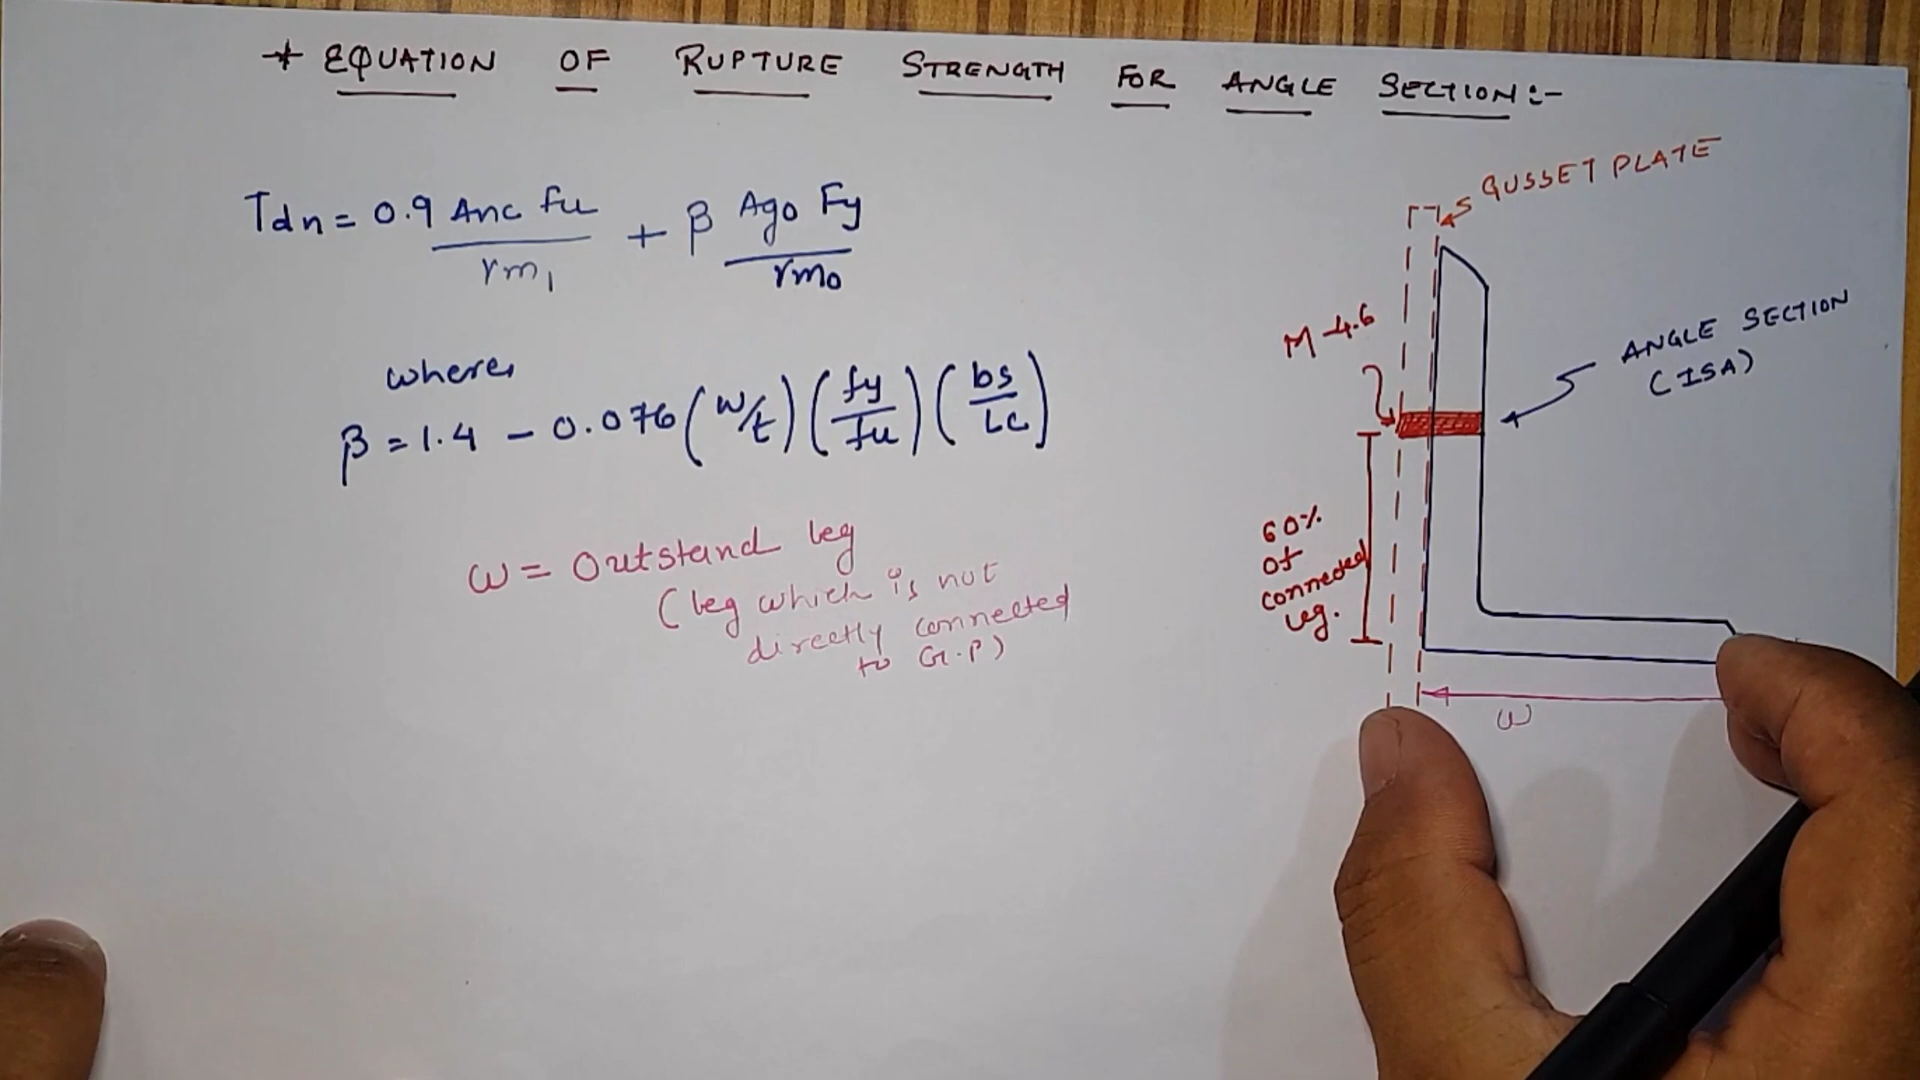 * EQUATION OF RUPTURE STRENGTH FOR ANGLE SECTION:-
Tdn = 0.9 Anc fu / γm1 + β Ago Fy / γm0
where,
β = 1.4 - 0.076 (w/t) (fy/fu) (bs/Lc)
w = Outstand leg
(leg which is not
directly connected
to G.P)
GUSSET PLATE
M-4.6
ANGLE SECTION
(ISA)
60%
of
connected
leg.
w